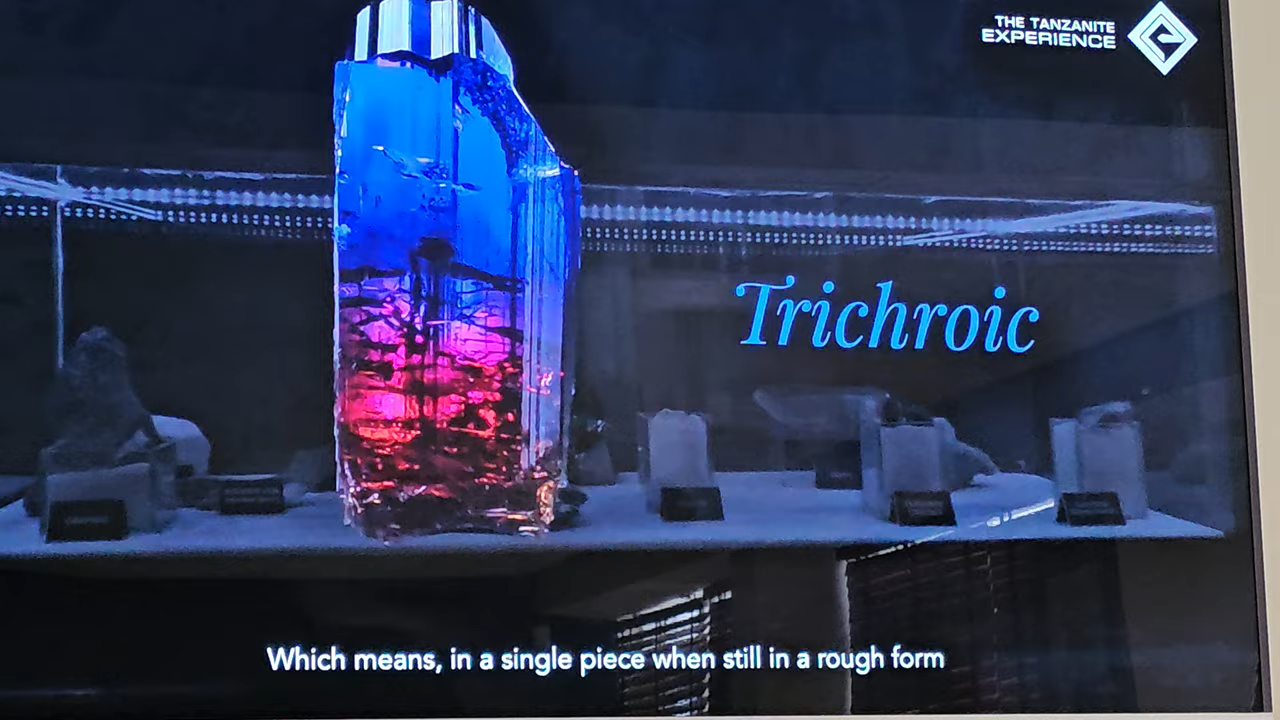 THE TANZANITE
EXPERIENCE
Trichroic
Which means, in a single piece when still in a rough form